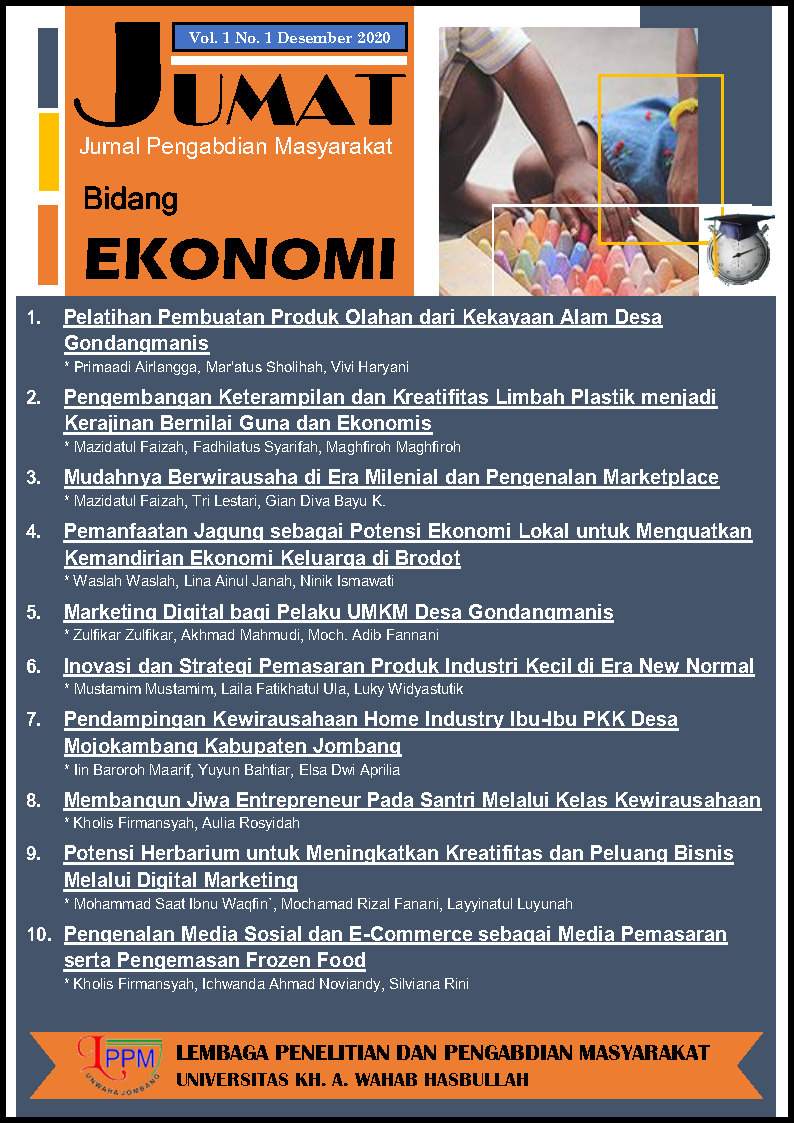 Vol. 1 No. 1 Desember 2020
JUMAT
Jurnal Pengabdian Masyarakat
Bidang
EKONOMI
1. Pelatihan Pembuatan Produk Olahan dari Kekayaan Alam Desa
Gondangmanis
* Primaadi Airlangga, Mar'atus Sholihah, Vivi Haryani
2. Pengembangan Keterampilan dan Kreatifitas Limbah Plastik menjadi
Kerajinan Bernilai Guna dan Ekonomis
* Mazidatul Faizah, Fadhilatus Syarifah, Maghfiroh Maghfiroh
3. Mudahnya Berwirausaha di Era Milenial dan Pengenalan Marketplace
* Mazidatul Faizah, Tri Lestari, Gian Diva Bayu K.
4. Pemanfaatan Jagung sebagai Potensi Ekonomi Lokal untuk Menguatkan
Kemandirian Ekonomi Keluarga di Brodot
* Waslah Waslah, Lina Ainul Janah, Ninik Ismawati
5. Marketing Digital bagi Pelaku UMKM Desa Gondangmanis
* Zulfikar Zulfikar, Akhmad Mahmudi, Moch. Adib Fannani
6. Inovasi dan Strategi Pemasaran Produk Industri Kecil di Era New Normal
* Mustamim Mustamim, Laila Fatikhatul Ula, Luky Widyastutik
7. Pendampingan Kewirausahaan Home Industry Ibu-Ibu PKK Desa
Mojokambang Kabupaten Jombang
* Iin Baroroh Maarif, Yuyun Bahtiar, Elsa Dwi Aprilia
8. Membangun Jiwa Entrepreneur Pada Santri Melalui Kelas Kewirausahaan
* Kholis Firmansyah, Aulia Rosyidah
9. Potensi Herbarium untuk Meningkatkan Kreatifitas dan Peluang Bisnis
Melalui Digital Marketing
* Mohammad Saat Ibnu Waqfin`, Mochamad Rizal Fanani, Layyinatul Luyunah
10. Pengenalan Media Sosial dan E-Commerce sebagai Media Pemasaran
serta Pengemasan Frozen Food
* Kholis Firmansyah, Ichwanda Ahmad Noviandy, Silviana Rini
LPPM
UNWAHA JOMBANG
LEMBAGA PENELITIAN DAN PENGABDIAN MASYARAKAT
UNIVERSITAS KH. A. WAHAB HASBULLAH